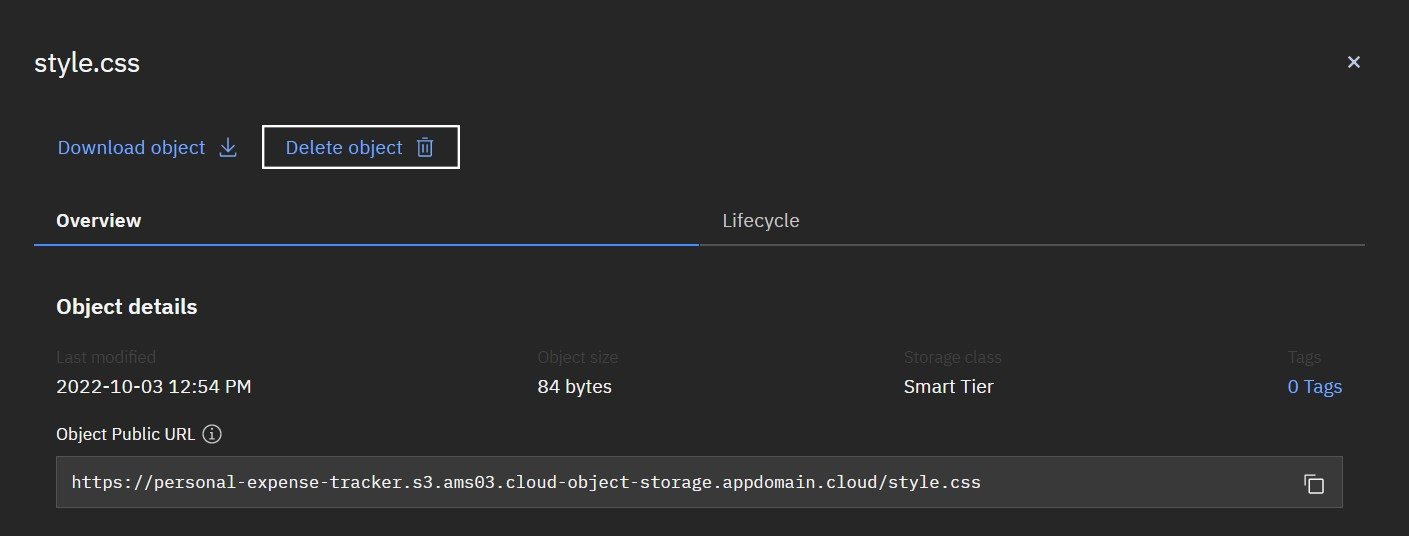 style.css
Download object
Delete object
Overview
Lifecycle
Object details
Last modified
Object size
Storage class
Tags
2022-10-03 12:54 PM
84 bytes
Smart Tier
0 Tags
Object Public URL
https://personal-expense-tracker.s3.ams03.cloud-object-storage.appdomain.cloud/style.css